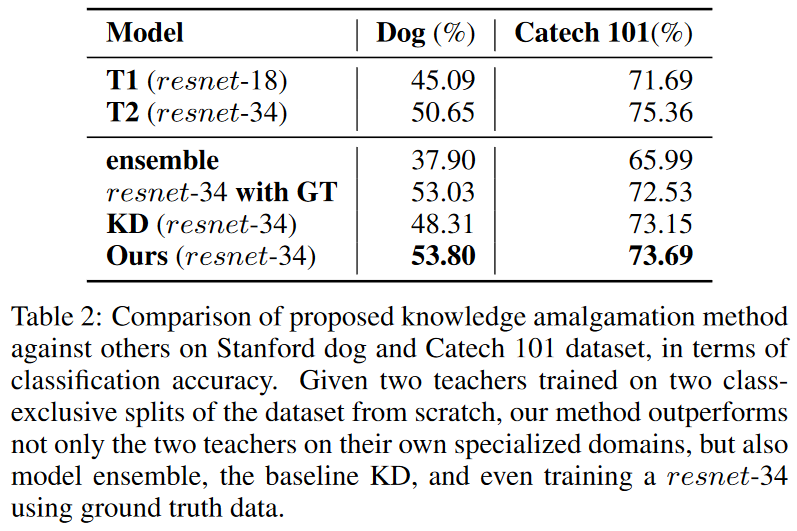 Model Dog (%) Catech 101(%)
T1 (resnet-18) 45.09 71.69
T2 (resnet-34) 50.65 75.36
ensemble 37.90 65.99
resnet-34 with GT 53.03 72.53
KD (resnet-34) 48.31 73.15
Ours (resnet-34) 53.80 73.69
Table 2: Comparison of proposed knowledge amalgamation method
against others on Stanford dog and Catech 101 dataset, in terms of
classification accuracy. Given two teachers trained on two class-
exclusive splits of the dataset from scratch, our method outperforms
not only the two teachers on their own specialized domains, but also
model ensemble, the baseline KD, and even training a resnet-34
using ground truth data.